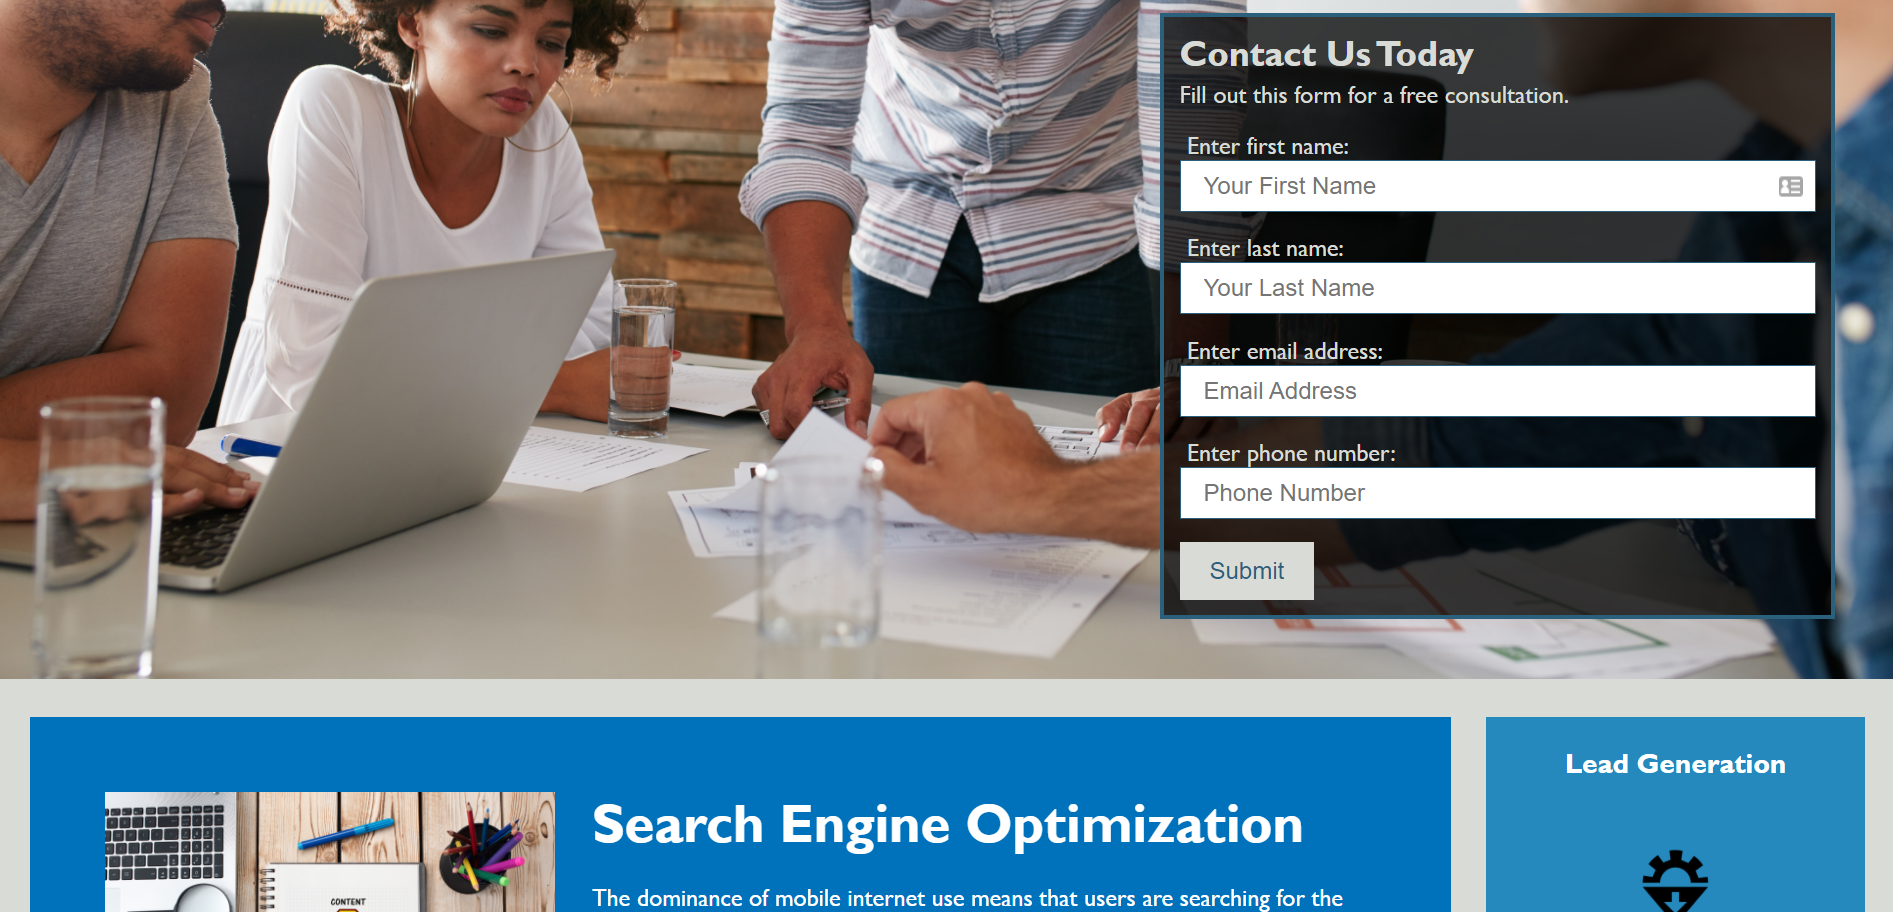 Contact Us Today
Fill out this form for a free consultation.
Enter first name:
Your First Name
Enter last name:
Your Last Name
Enter email address:
Email Address
Enter phone number:
Phone Number
Submit
Search Engine Optimization
The dominance of mobile internet use means that users are searching for the
CONTENT
Lead Generation